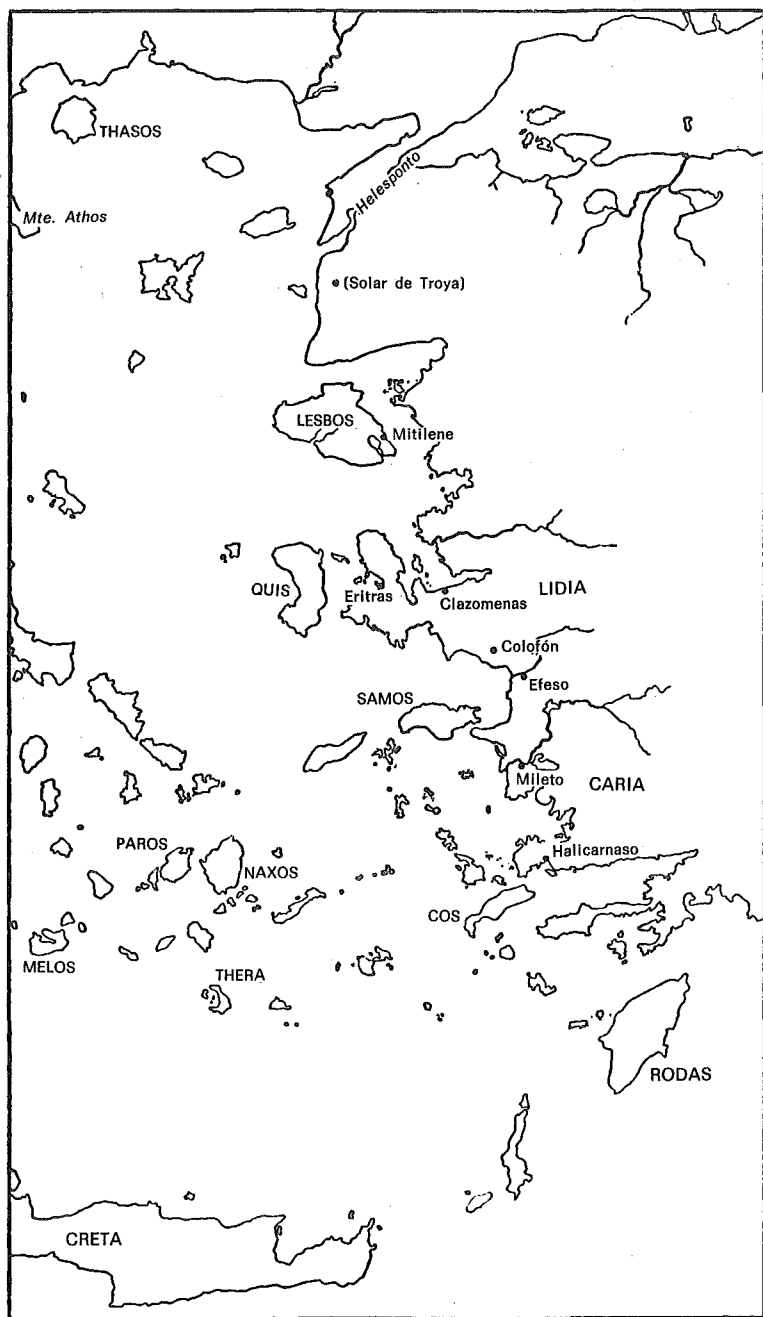 THASOS
Helesponto
Mte. Athos
(Solar de Troya)
LESBOS
Mitilene
QUIS
Eritras
Clazomenas
LIDIA
Colofón
Efeso
SAMOS
Mileto
CARIA
PAROS
NAXOS
Halicarnaso
COS
MELOS
THERA
RODAS
CRETA